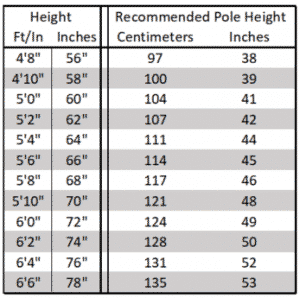 Height Recommended Pole Height
Ft/In Inches Centimeters Inches
4'8" 56" 97 38
4'10" 58" 100 39
5'0" 60" 104 41
5'2" 62" 107 42
5'4" 64" 111 44
5'6" 66" 114 45
5'8" 68" 117 46
5'10" 70" 121 48
6'0" 72" 124 49
6'2" 74" 128 50
6'4" 76" 131 52
6'6" 78" 135 53